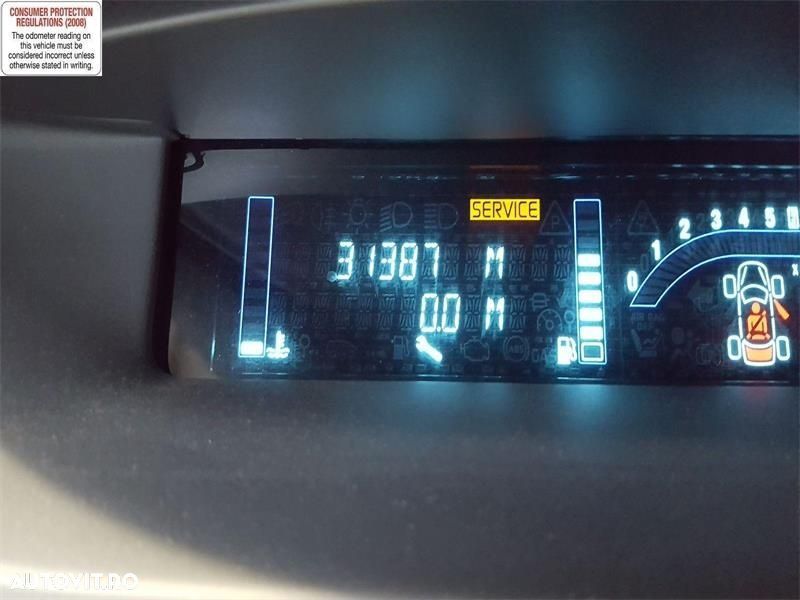 CONSUMER PROTECTION
REGULATIONS (2008)
The odometer reading on
this vehicle must be
considered incorrect unless
otherwise stated in writing.
SERVICE
31387 M
0.0 M
0 1 2 3 4 5
AUTOVIT.RO